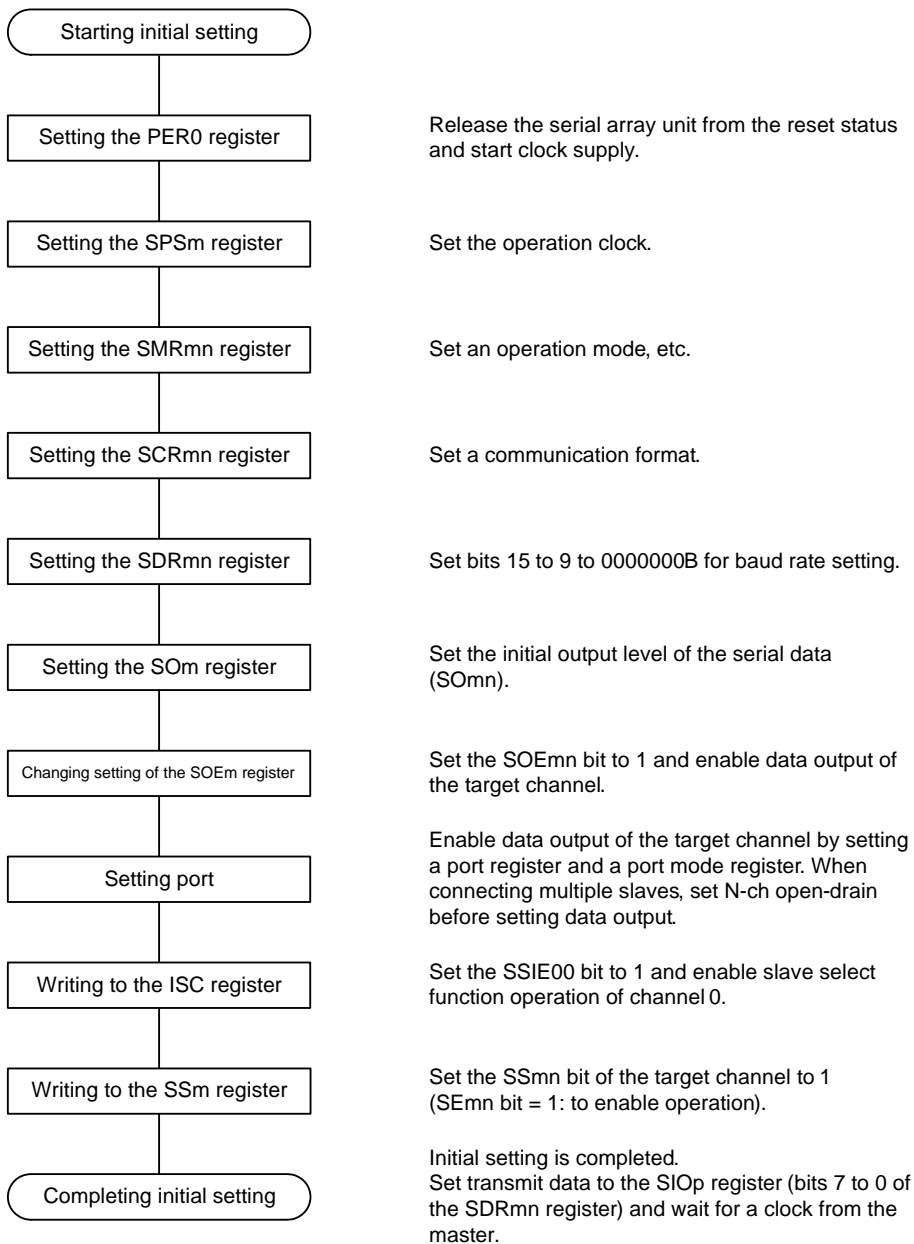 Starting initial setting
Setting the PER0 register
Release the serial array unit from the reset status
and start clock supply.
Setting the SPSm register
Set the operation clock.
Setting the SMRmn register
Set an operation mode, etc.
Setting the SCRmn register
Set a communication format.
Setting the SDRmn register
Set bits 15 to 9 to 0000000B for baud rate setting.
Setting the SOm register
Set the initial output level of the serial data
(SOmn).
Changing setting of the SOEm register
Set the SOEmn bit to 1 and enable data output of
the target channel.
Setting port
Enable data output of the target channel by setting
a port register and a port mode register. When
connecting multiple slaves, set N-ch open-drain
before setting data output.
Writing to the ISC register
Set the SSIE00 bit to 1 and enable slave select
function operation of channel 0.
Writing to the SSm register
Set the SSmn bit of the target channel to 1
(SEmn bit = 1: to enable operation).
Completing initial setting
Initial setting is completed.
Set transmit data to the SIOp register (bits 7 to 0 of
the SDRmn register) and wait for a clock from the
master.